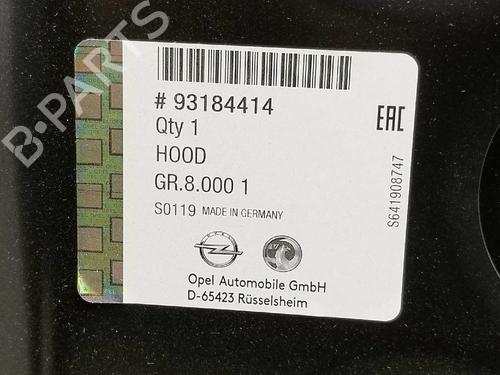 # 93184414
Qty 1
HOOD
GR.8.000 1
S0119 MADE IN GERMANY
Opel Automobile GmbH
D-65423 Rüsselsheim
EAC
S641908747
B-PARTS